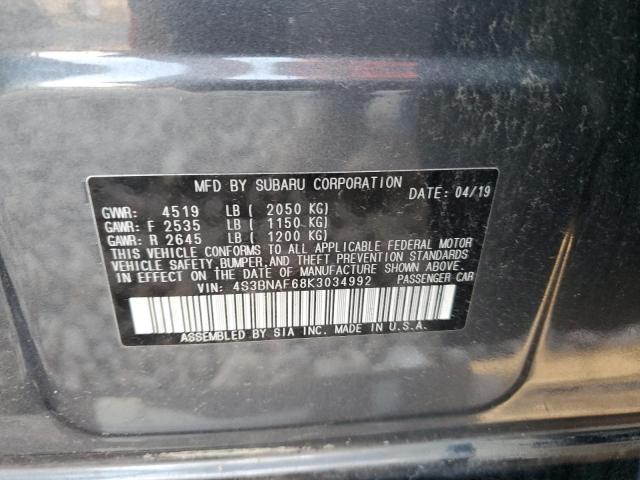 MFD BY SUBARU CORPORATION
DATE: 04/19
GVWR: 4519 LB ( 2050 KG)
GAWR: F 2535 LB ( 1150 KG)
GAWR: R 2645 LB ( 1200 KG)
THIS VEHICLE CONFORMS TO ALL APPLICABLE FEDERAL MOTOR
VEHICLE SAFETY, BUMPER, AND THEFT PREVENTION STANDARDS
IN EFFECT ON THE DATE OF MANUFACTURE SHOWN ABOVE.
VIN: 4S3BNAF68K3034992 PASSENGER CAR
ASSEMBLED BY SIA INC. MADE IN U.S.A.